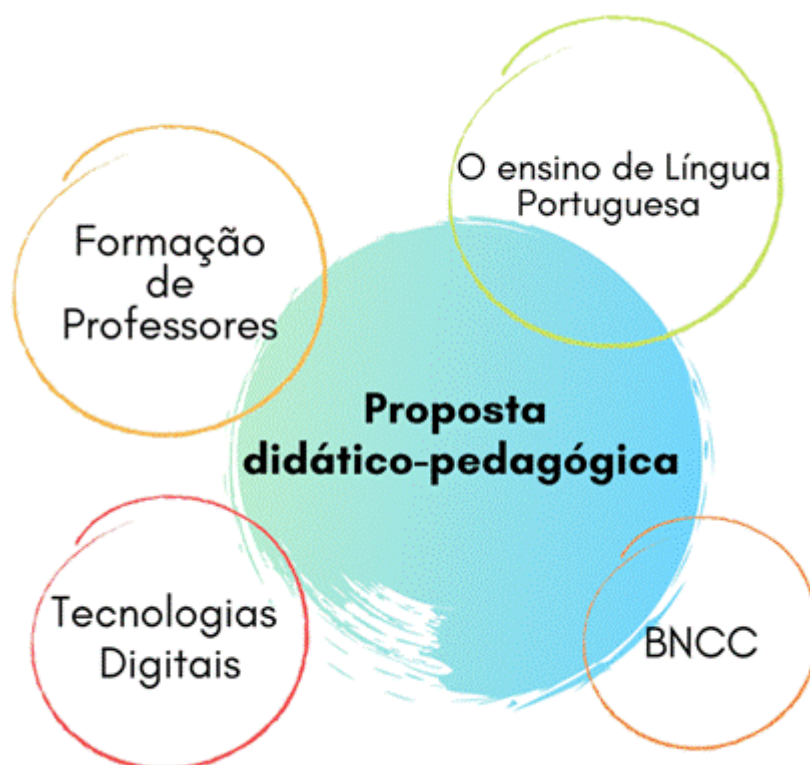 O ensino de Língua
Portuguesa
Formação
de
Professores
Proposta
didático-pedagógica
Tecnologias
Digitais
BNCC